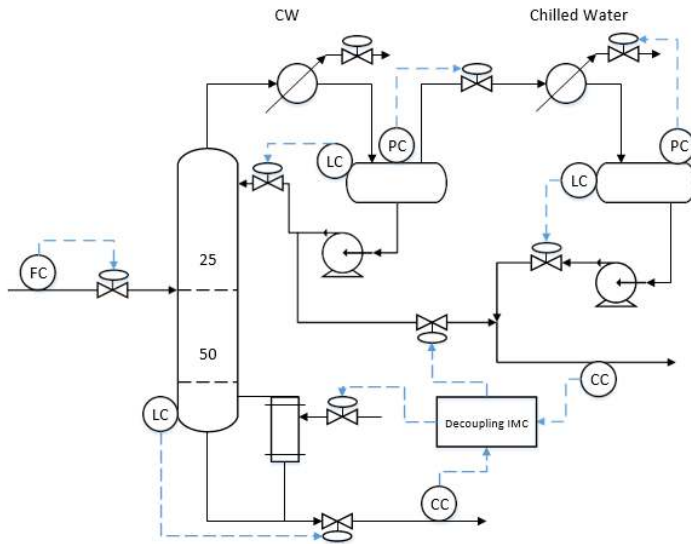 CW
Chilled Water
LC
PC
LC
PC
FC
25
50
LC
CC
Decoupling IMC
CC